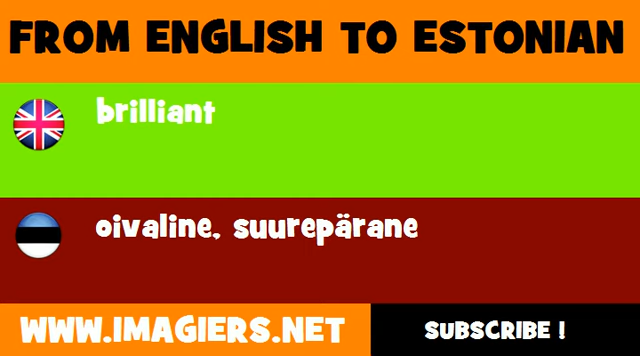 FROM ENGLISH TO ESTONIAN
brilliant
oivaline, suurepärane
WWW.IMAGIERS.NET
SUBSCRIBE !